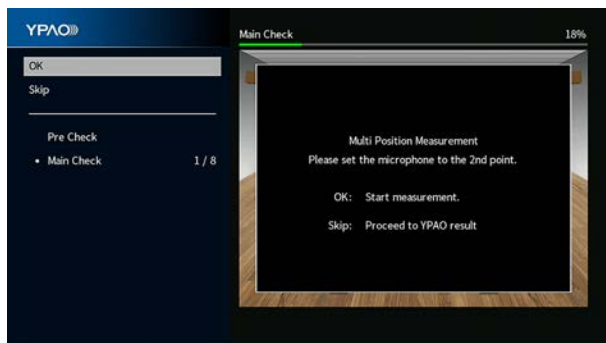 YPAO
OK
Skip
Pre Check
• Main Check 1 / 8
Main Check 18%
Multi Position Measurement
Please set the microphone to the 2nd point.
OK: Start measurement.
Skip: Proceed to YPAO result